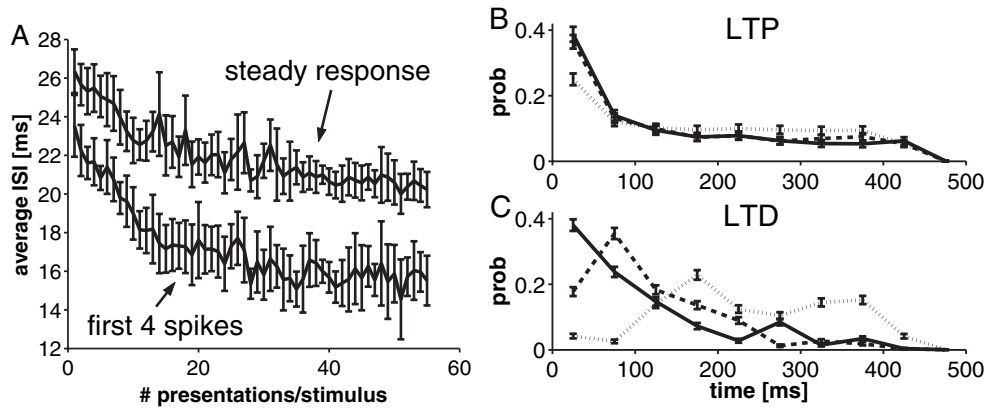 A
28
26
24
22
20
18
16
14
12
average ISI [ms]
steady response
first 4 spikes
0
20
40
60
# presentations/stimulus
B
LTP
0.4
0.2
0
prob
0
100
200
300
400
500
C
LTD
0.4
0.2
0
prob
0
100
200
300
400
500
time [ms]